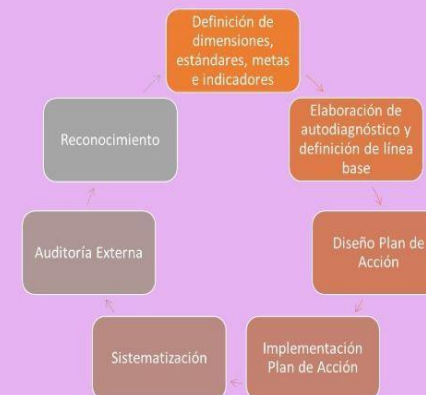 Definición de
dimensiones,
estándares, metas
e indicadores
Elaboración de
autodiagnóstico y
definición de línea
base
Diseño Plan de
Acción
Implementación
Plan de Acción
Sistematización
Auditoría Externa
Reconocimiento